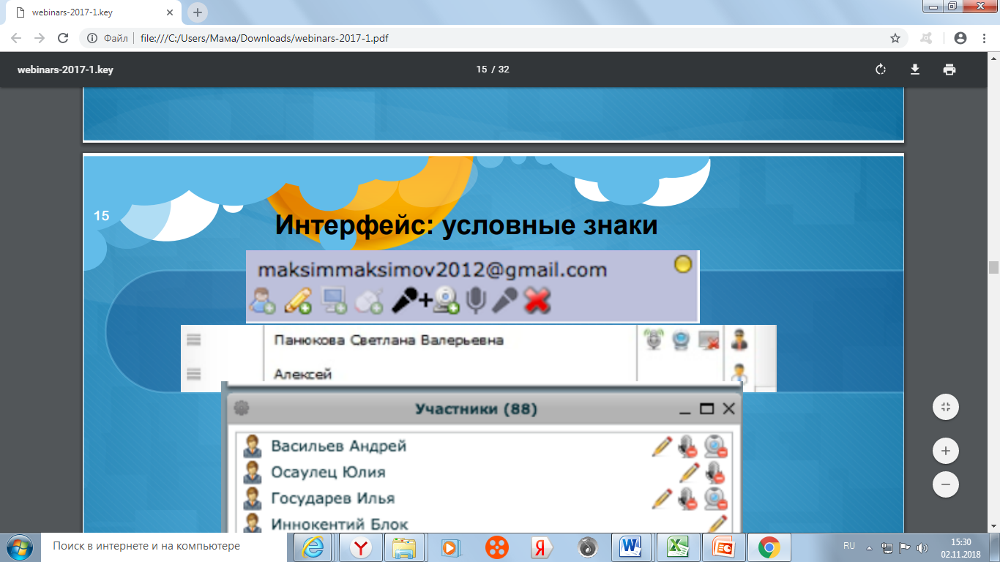 webinars-2017-1.key
Файл
file:///C:/Users/Мама/Downloads/webinars-2017-1.pdf
webinars-2017-1.key
15 / 32
15
Интерфейс: условные знаки
maksimmaksimov2012@gmail.com
Панюкова Светлана Валерьевна
Алексей
Участники (88)
Васильев Андрей
Осаулец Юлия
Государев Илья
Иннокентий Блок
Поиск в интернете и на компьютере
RU
15:30
02.11.2018